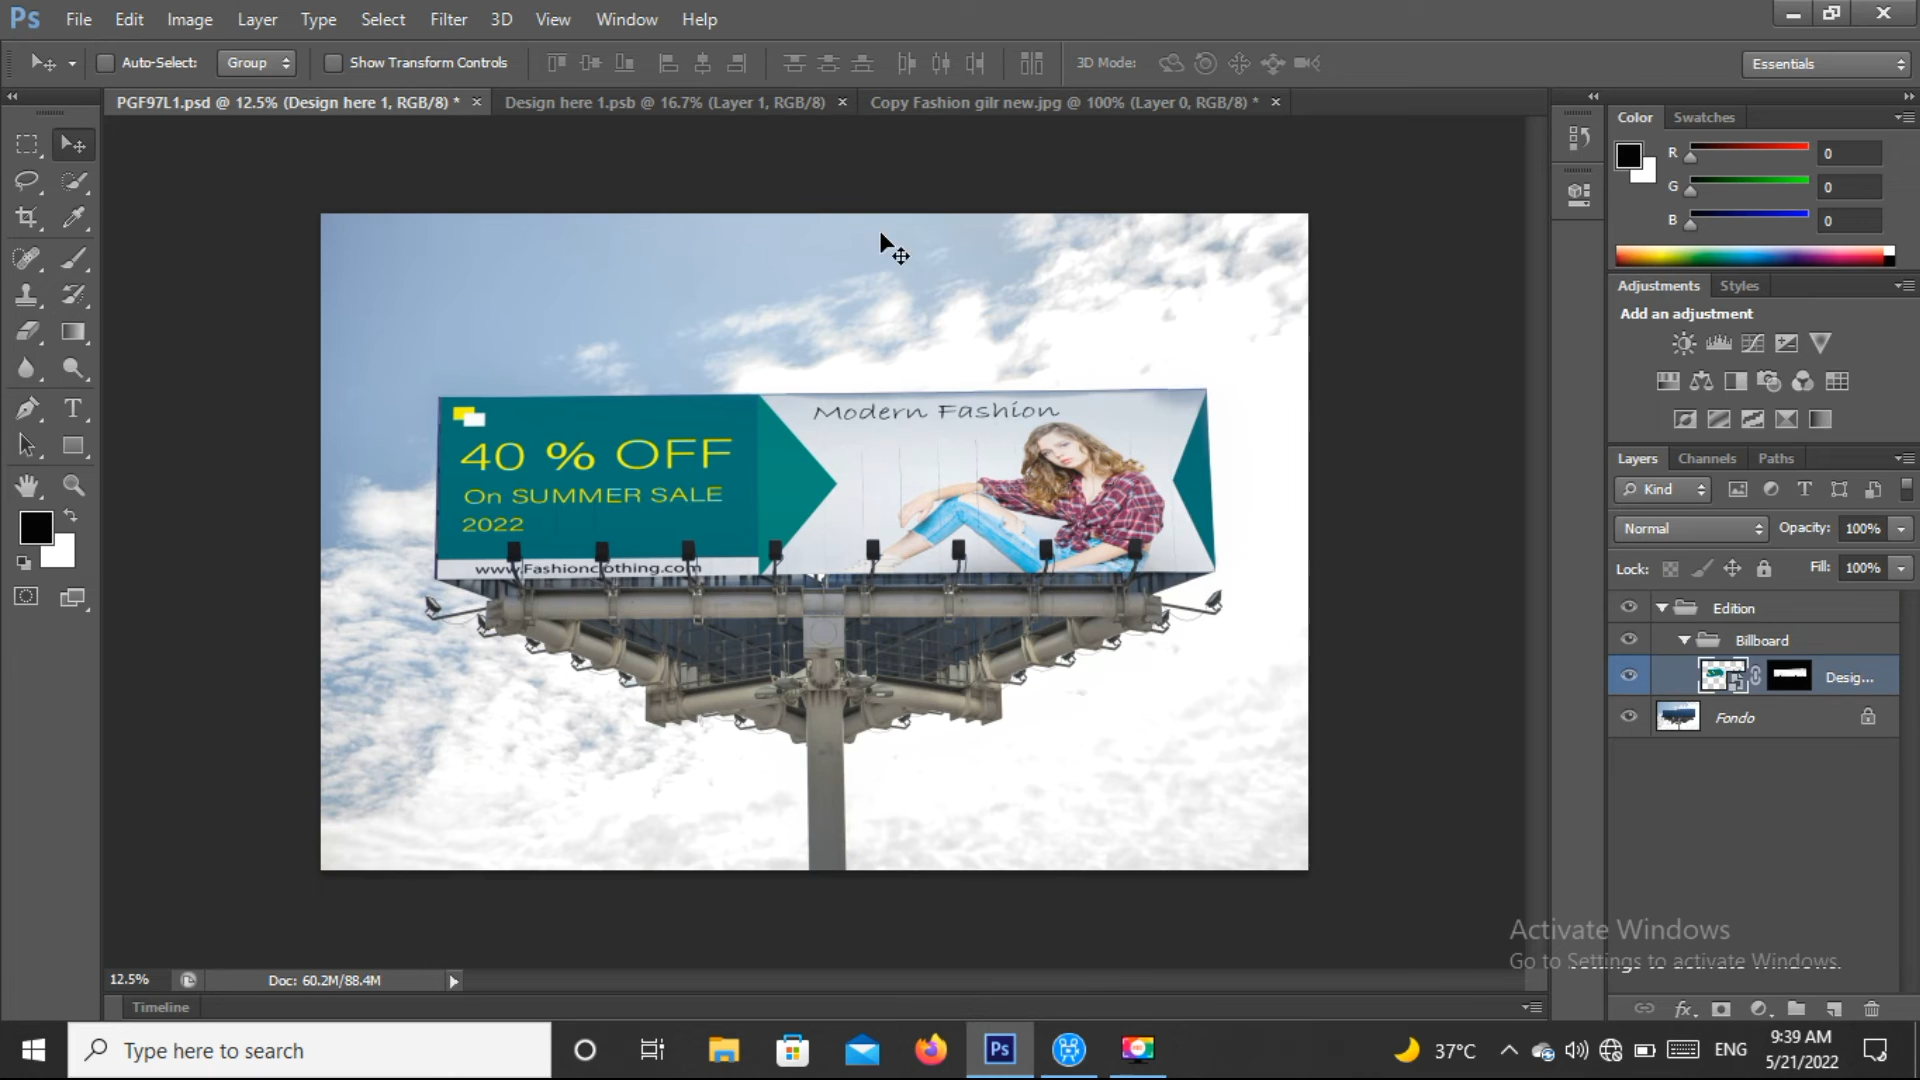 Ps File Edit Image Layer Type Select Filter 3D View Window Help
Auto-Select: Group Show Transform Controls 3D Mode: Essentials
PGF97L1.psd @ 12.5% (Design here 1, RGB/8) * Design here 1.psb @ 16.7% (Layer 1, RGB/8) Copy Fashion gilr new.jpg @ 100% (Layer 0, RGB/8) *
Color Swatches
R 0
G 0
B 0
Adjustments Styles
Add an adjustment
Modern Fashion
40 % OFF
On SUMMER SALE
2022
www.Fashionclothing.com
Layers Channels Paths
Kind
Normal Opacity: 100%
Lock: Fill: 100%
Edition
Billboard
Desig...
Fondo
Activate Windows
Go to Settings to activate Windows.
12.5% Doc: 60.2M/88.4M
Timeline
Type here to search
Ps
37°C ENG
9:39 AM
5/21/2022